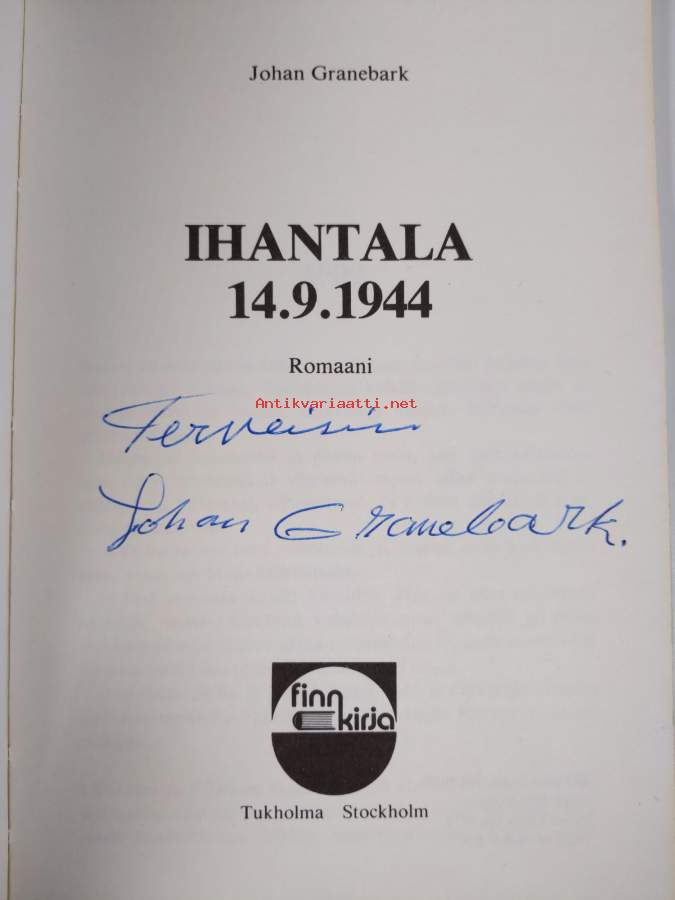 Johan Granebark
IHANTALA
14.9.1944
Romaani
Antikvariaatti.net
Terveisin
Johan Granebark.
finn
kirja
Tukholma Stockholm